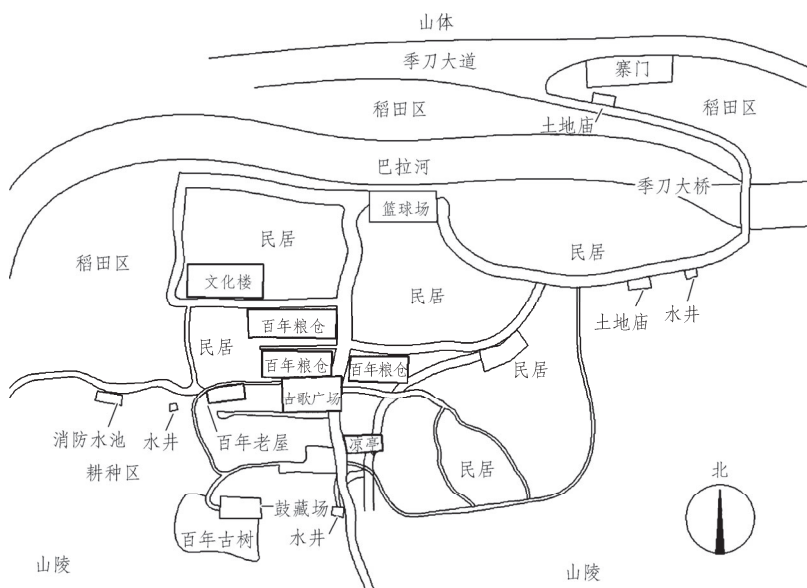 山体
季刀大道
寨门
稻田区
稻田区
土地庙
巴拉河
季刀大桥
篮球场
民居
民居
稻田区
文化楼
民居
土地庙
水井
百年粮仓
民居
百年粮仓
百年粮仓
民居
古歌广场
消防水池
水井
百年老屋
凉亭
民居
耕种区
北
鼓藏场
百年古树
水井
山陵
山陵